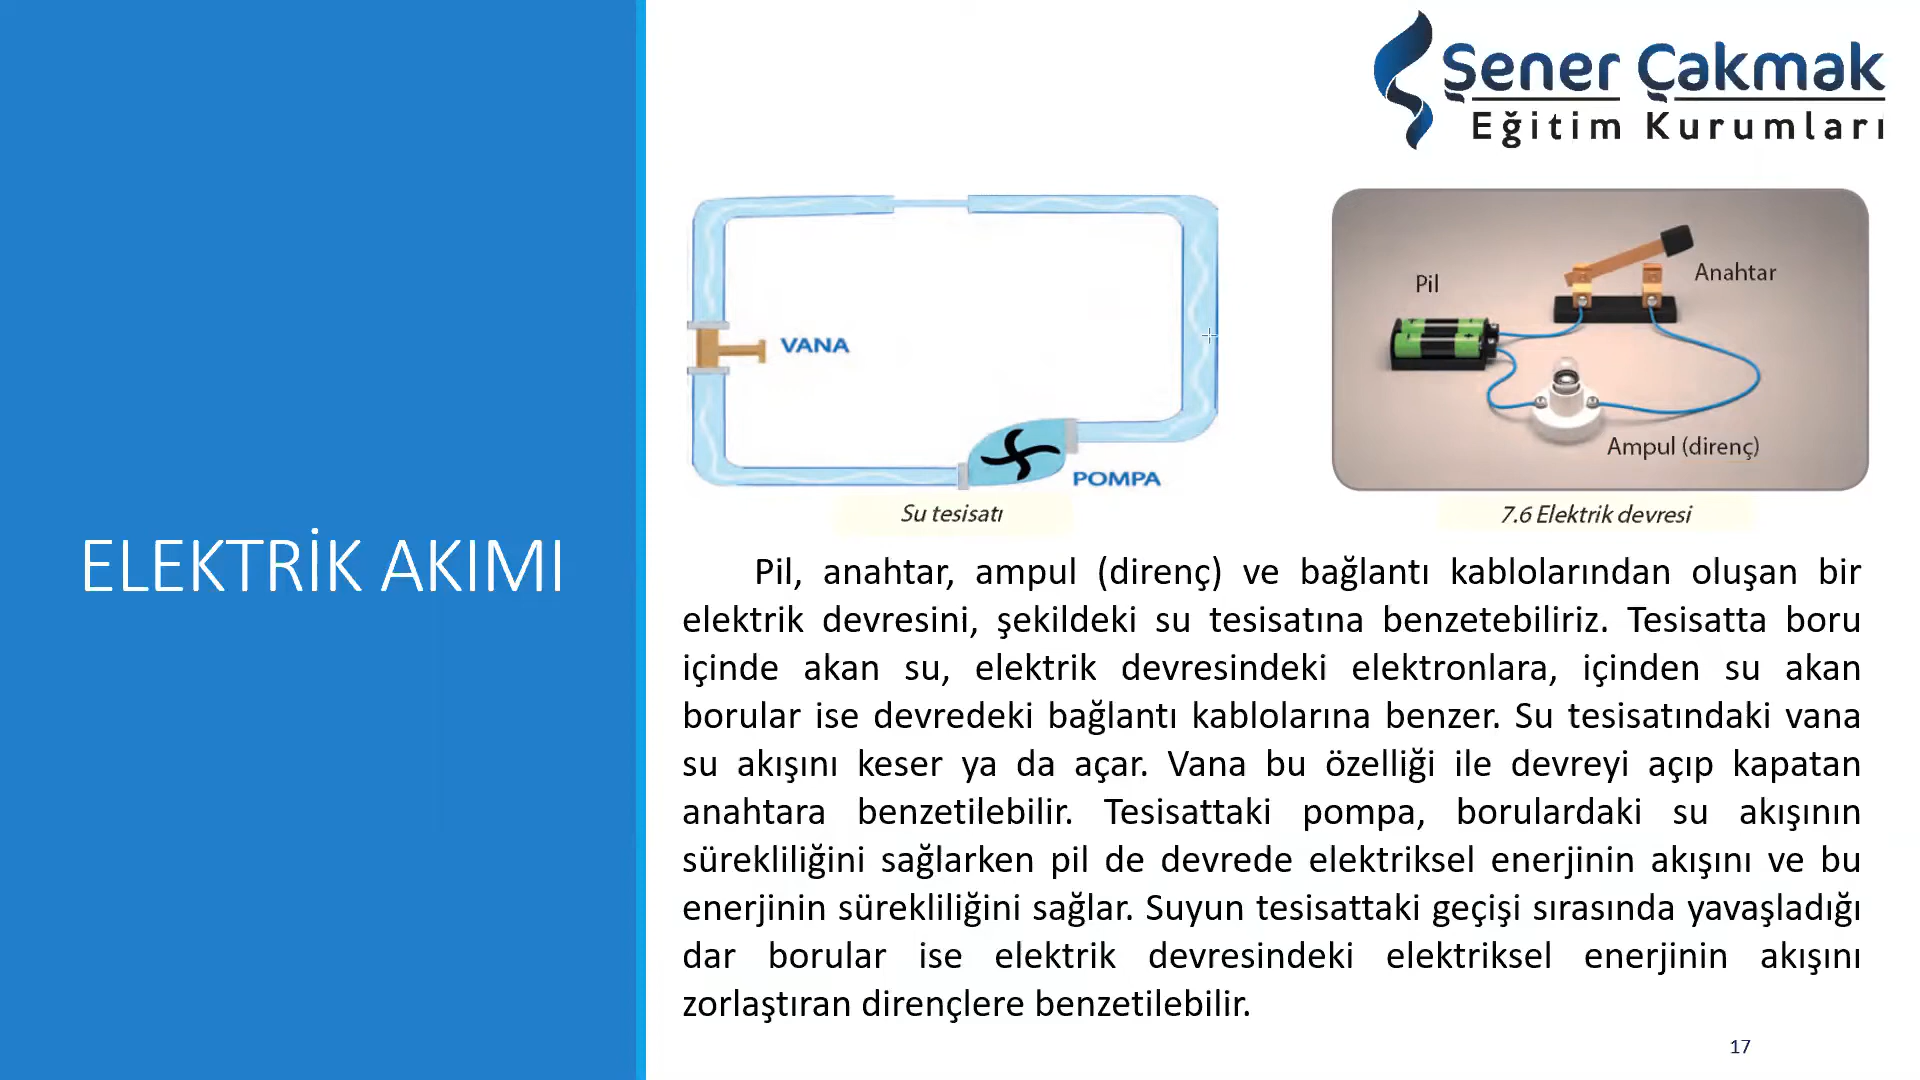 Şener Çakmak
Eğitim Kurumları
VANA
POMPA
Su tesisatı
Pil
Anahtar
Ampul (direnç)
7.6 Elektrik devresi
ELEKTRİK AKIMI
Pil, anahtar, ampul (direnç) ve bağlantı kablolarından oluşan bir
elektrik devresini, şekildeki su tesisatına benzetebiliriz. Tesisatta boru
içinde akan su, elektrik devresindeki elektronlara, içinden su akan
borular ise devredeki bağlantı kablolarına benzer. Su tesisatındaki vana
su akışını keser ya da açar. Vana bu özelliği ile devreyi açıp kapatan
anahtara benzetilebilir. Tesisattaki pompa, borulardaki su akışının
sürekliliğini sağlarken pil de devrede elektriksel enerjinin akışını ve bu
enerjinin sürekliliğini sağlar. Suyun tesisattaki geçişi sırasında yavaşladığı
dar borular ise elektrik devresindeki elektriksel enerjinin akışını
zorlaştıran dirençlere benzetilebilir.
17